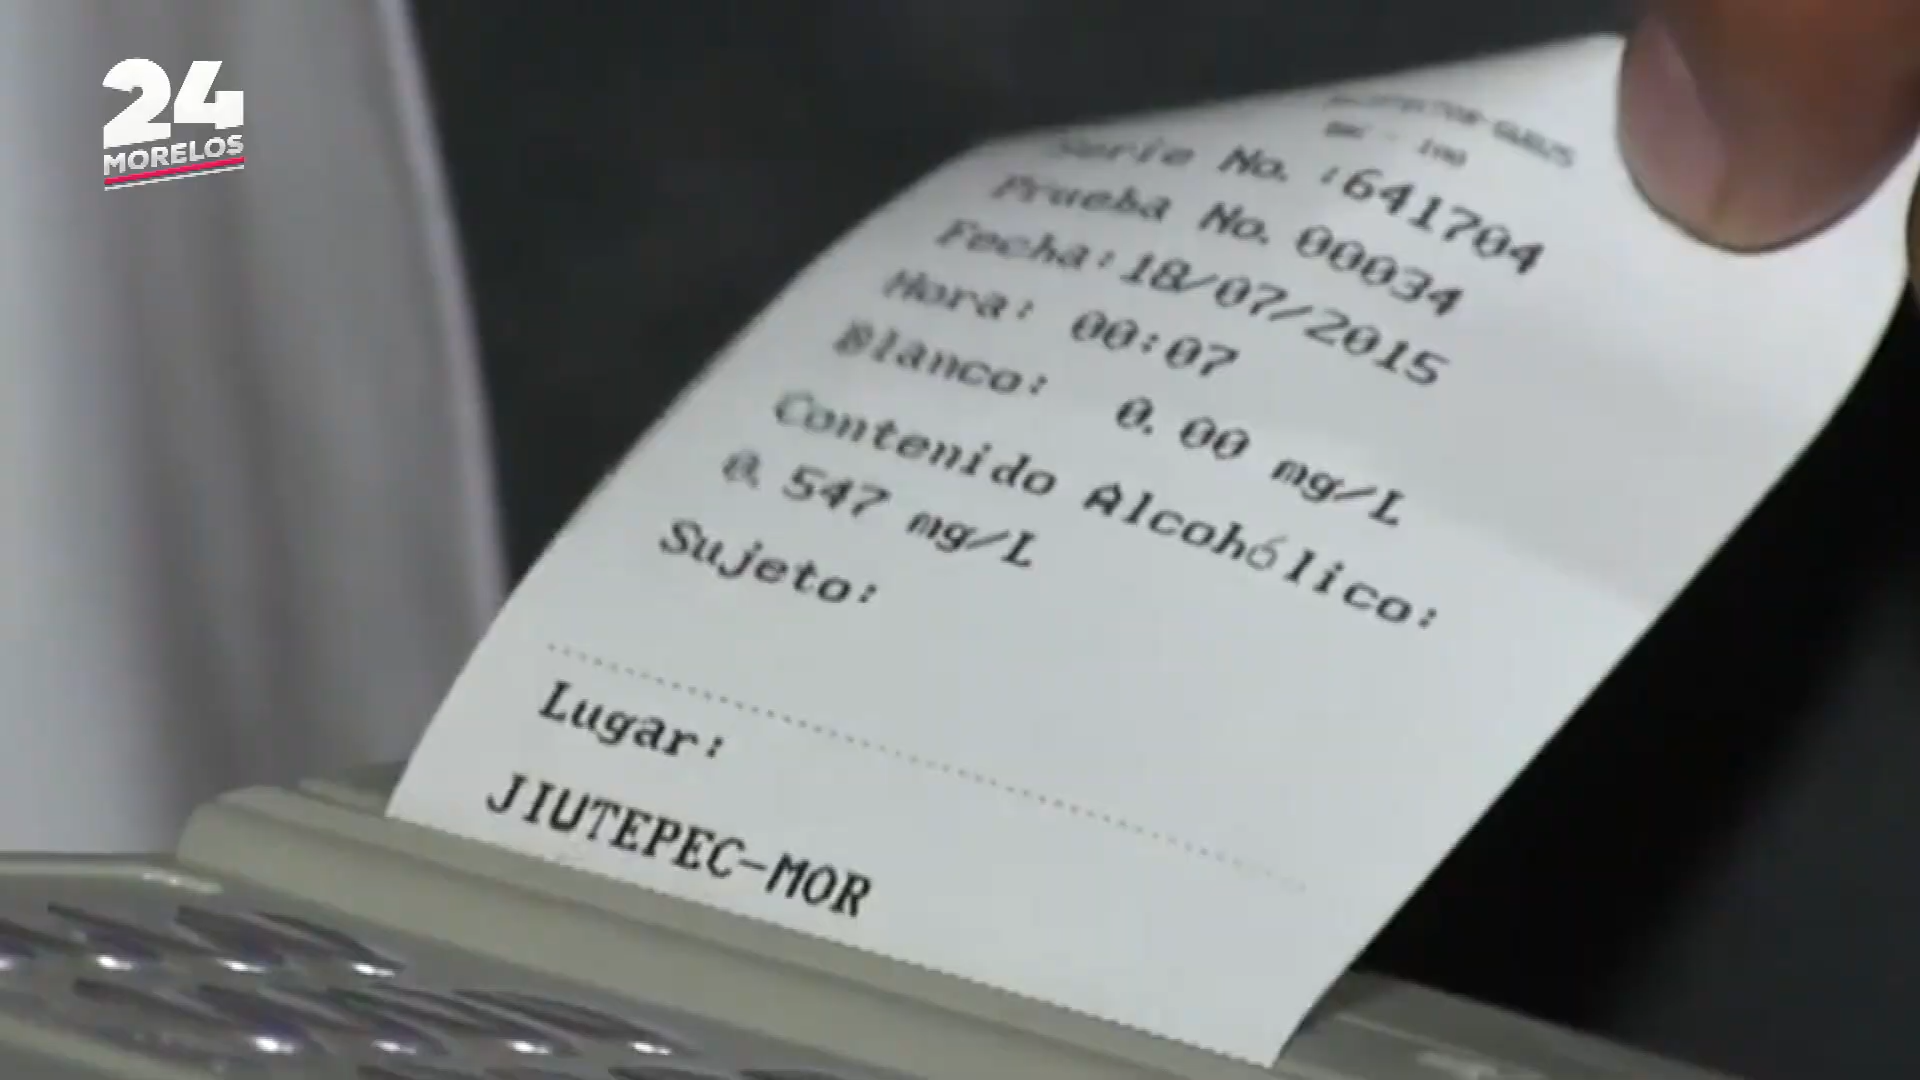 24
MORELOS
Serie No. :641704
Prueba No. 00034
Fecha:18/07/2015
Hora: 00:07
Blanco: 0.00 mg/L
Contenido Alcohólico:
0.547 mg/L
Sujeto:
Lugar:
JIUTEPEC-MOR